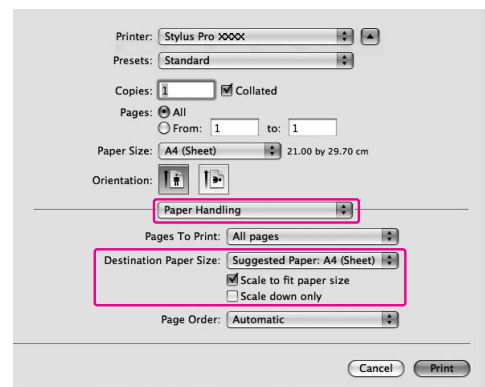 Printer: Stylus Pro XXXX
Presets: Standard
Copies: 1 Collated
Pages: All
From: 1 to: 1
Paper Size: A4 (Sheet) 21.00 by 29.70 cm
Orientation:
Paper Handling
Pages To Print: All pages
Destination Paper Size: Suggested Paper: A4 (Sheet)
Scale to fit paper size
Scale down only
Page Order: Automatic
Cancel Print